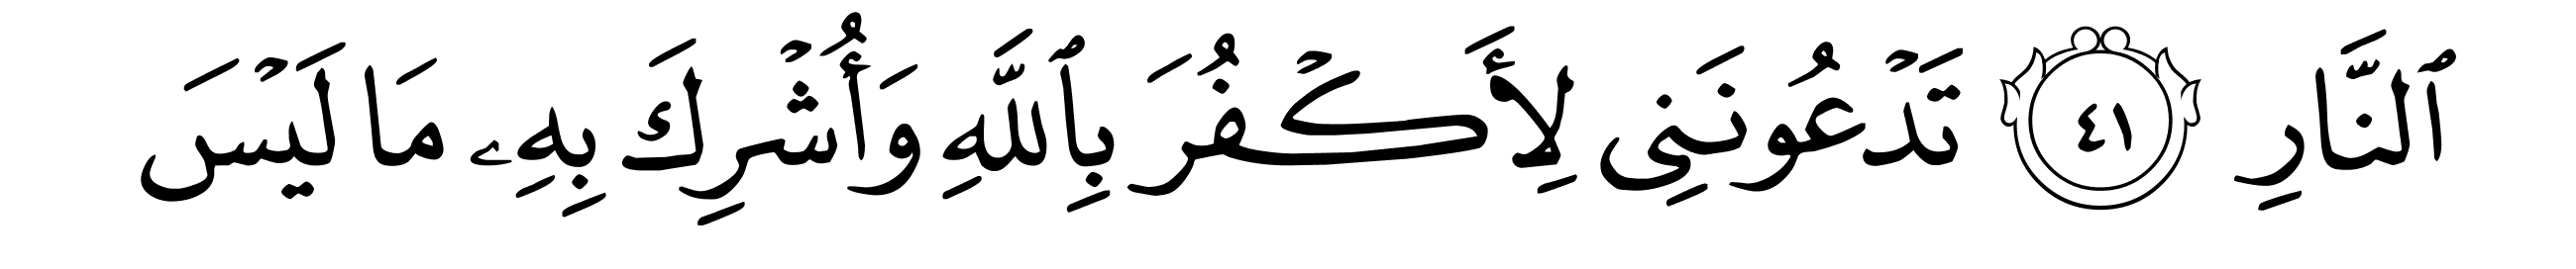 ٱلنَّارِ ٤١ تَدْعُونَنِى لِأَكْفُرَ بِٱللَّهِ وَأُشْرِكَ بِهِۦ مَا لَيْسَ